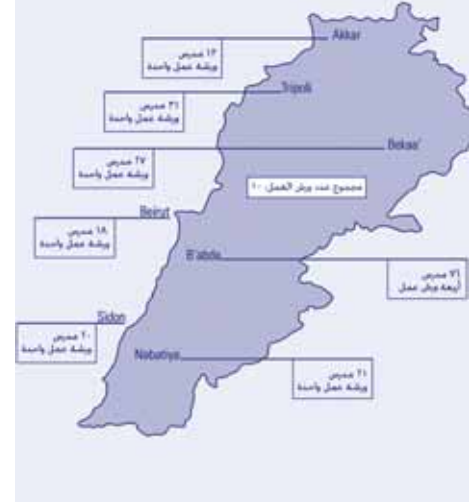 Akkar
١٢ مدرس
ورشة عمل واحدة
Tripoli
٣١ مدرس
ورشة عمل واحدة
Bekaa'
٢٧ مدرس
ورشة عمل واحدة
مجموع عدد ورش العمل: ١٠
Beirut
١٨ مدرس
ورشة عمل واحدة
B'abda
٧٦ مدرس
أربعة ورش عمل
Sidon
٢٠ مدرس
ورشة عمل واحدة
Nabatiya
٢١ مدرس
ورشة عمل واحدة